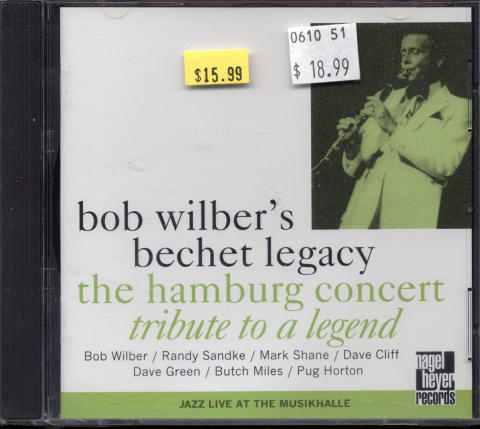 0610 51
$15.99
$ 18.99
bob wilber's
bechet legacy
the hamburg concert
tribute to a legend
Bob Wilber / Randy Sandke / Mark Shane / Dave Cliff
Dave Green / Butch Miles / Pug Horton
nagel
heyer
records
JAZZ LIVE AT THE MUSIKHALLE